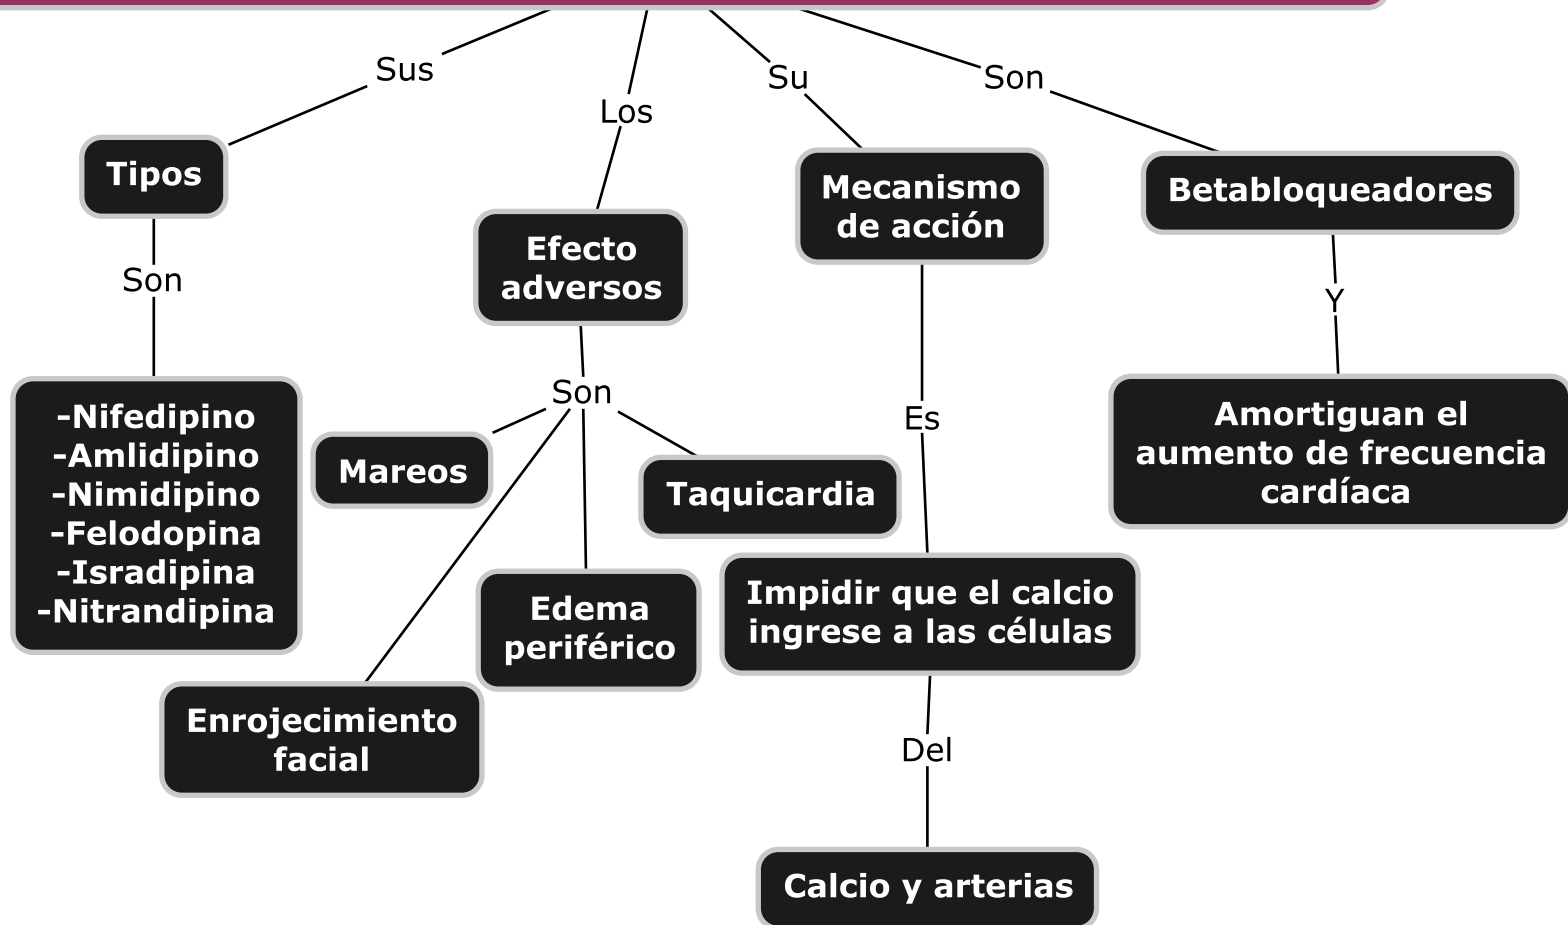 Sus
Los
Su
Son
Tipos
Efecto
adversos
Mecanismo
de acción
Betabloqueadores
Son
Son
Es
Y
-Nifedipino
-Amlidipino
-Nimidipino
-Felodopina
-Isradipina
-Nitrandipina
Mareos
Taquicardia
Edema
periférico
Enrojecimiento
facial
Impidir que el calcio
ingrese a las células
Del
Calcio y arterias
Amortiguan el
aumento de frecuencia
cardíaca